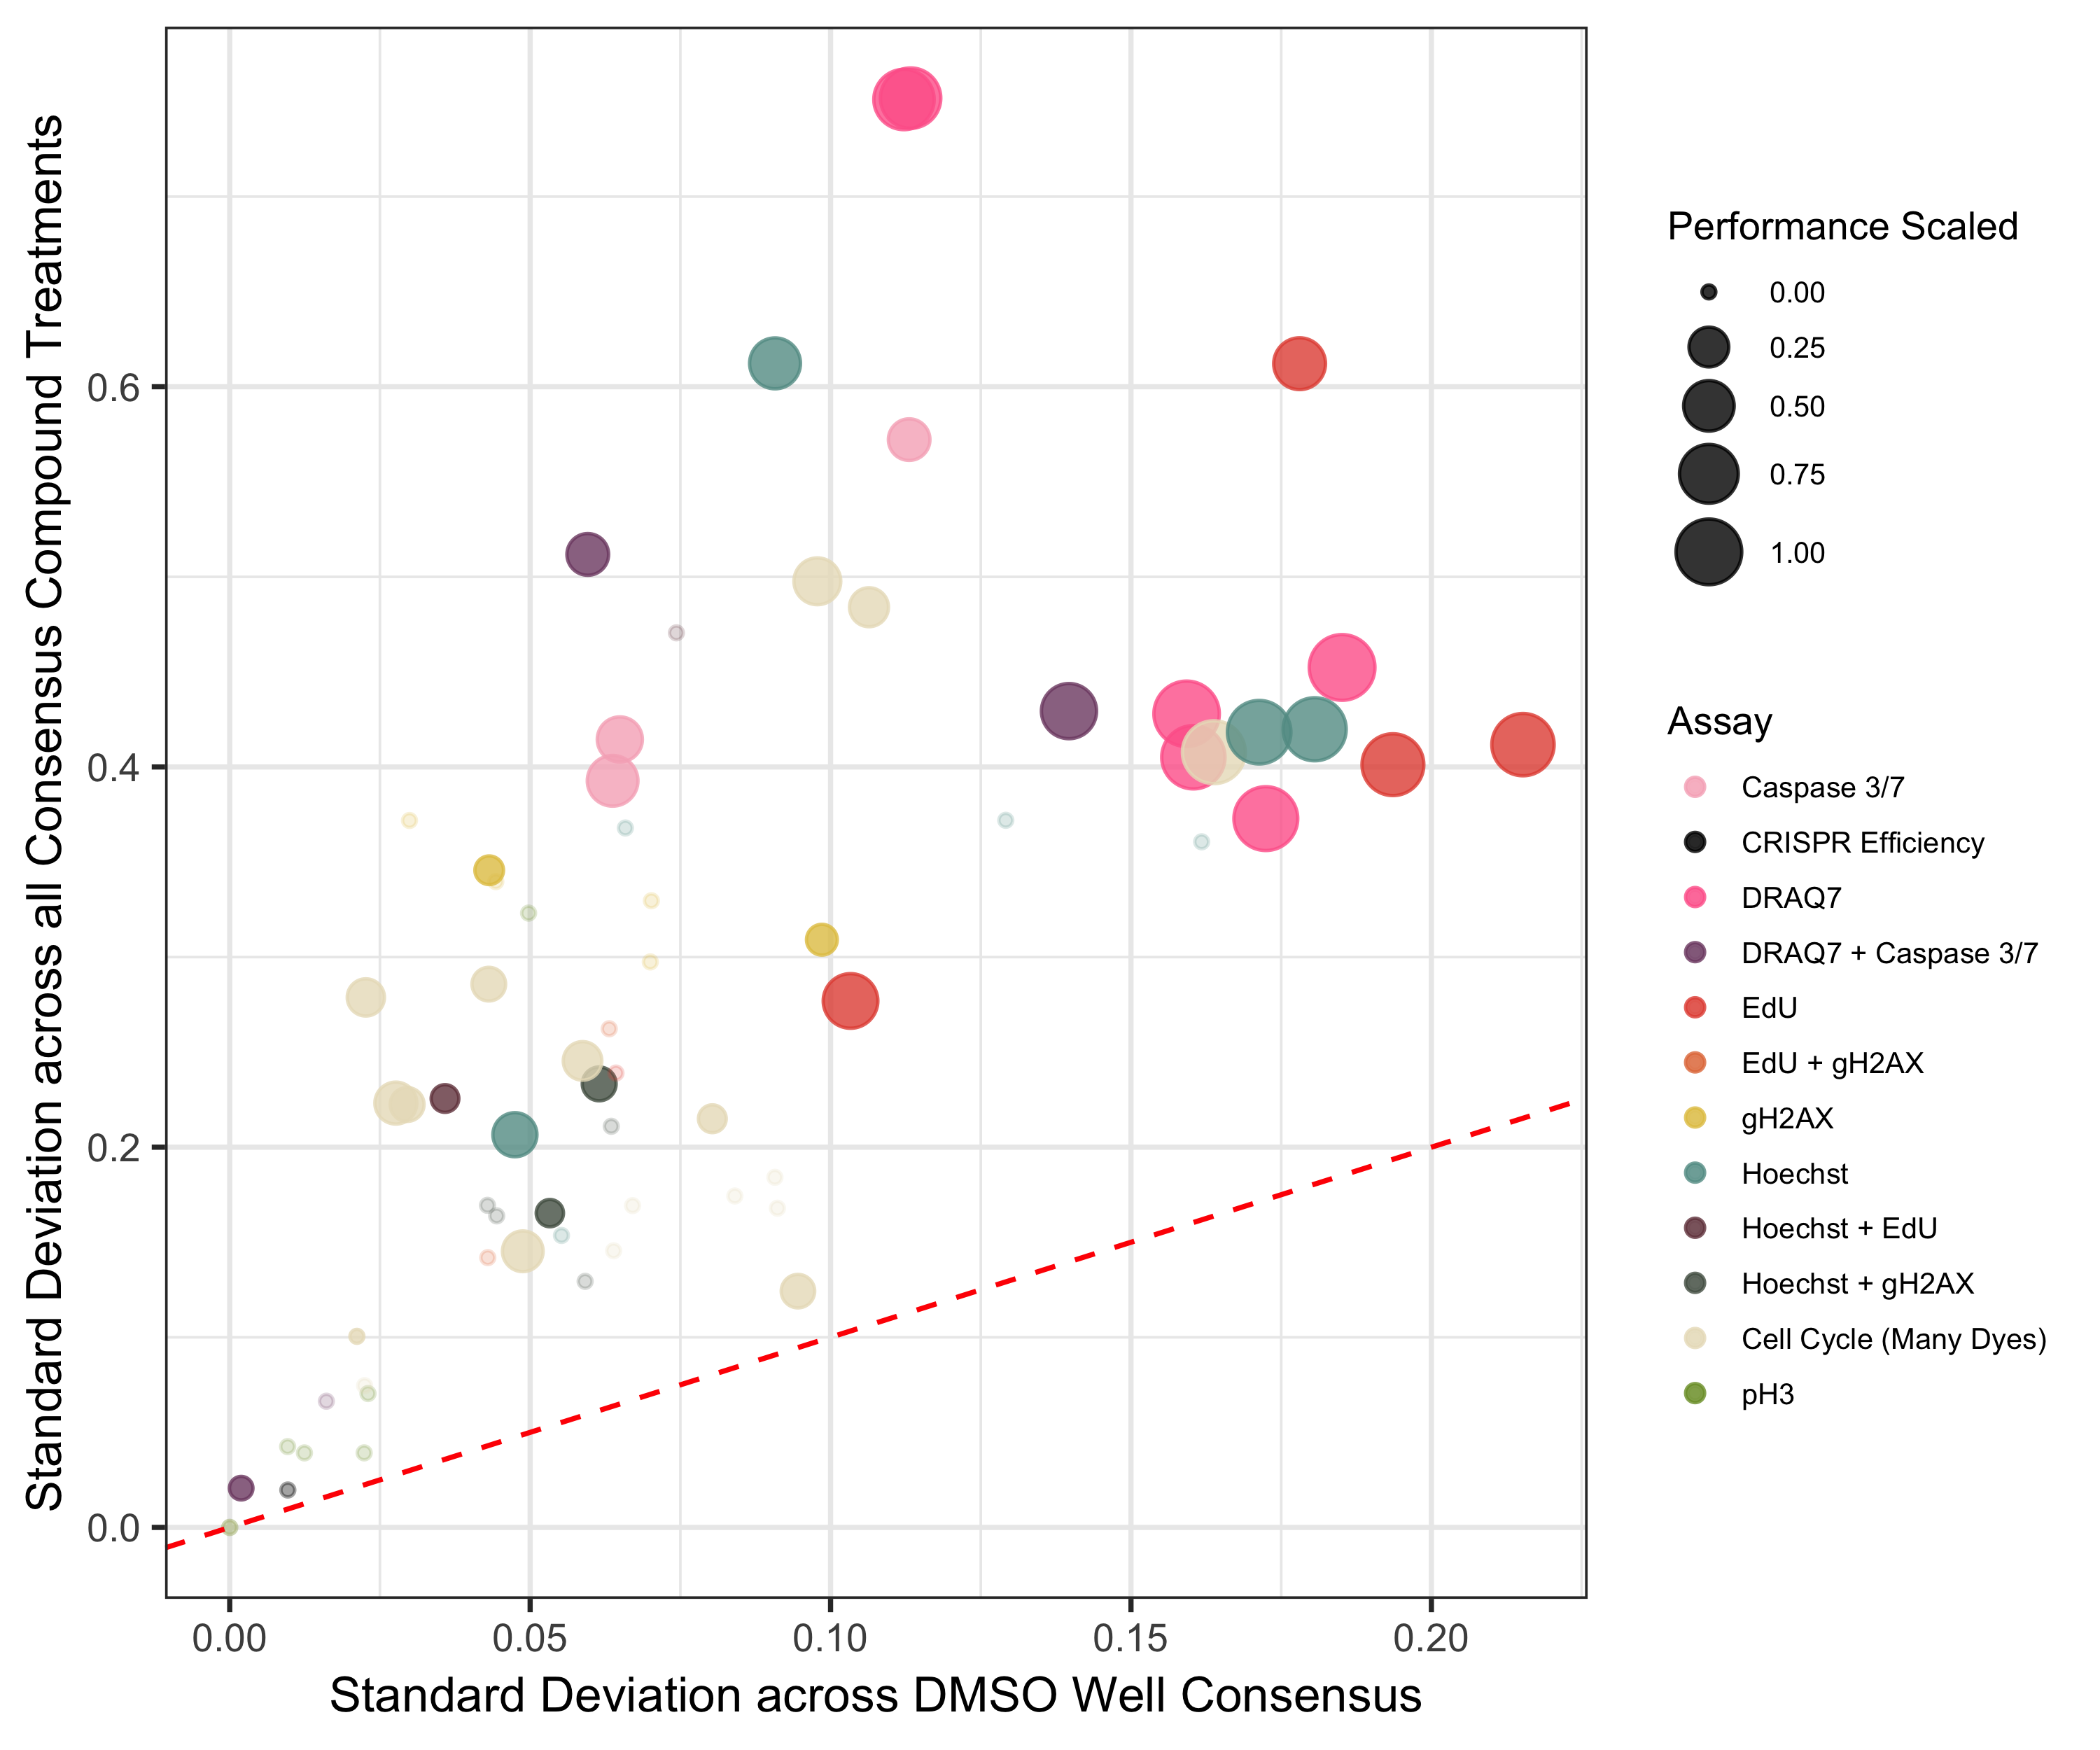 Standard Deviation across all Consensus Compound Treatments
0.6
0.4
0.2
0.0
0.00
0.05
0.10
0.15
0.20
Standard Deviation across DMSO Well Consensus
Performance Scaled
0.00
0.25
0.50
0.75
1.00
Assay
Caspase 3/7
CRISPR Efficiency
DRAQ7
DRAQ7 + Caspase 3/7
EdU
EdU + gH2AX
gH2AX
Hoechst
Hoechst + EdU
Hoechst + gH2AX
Cell Cycle (Many Dyes)
pH3